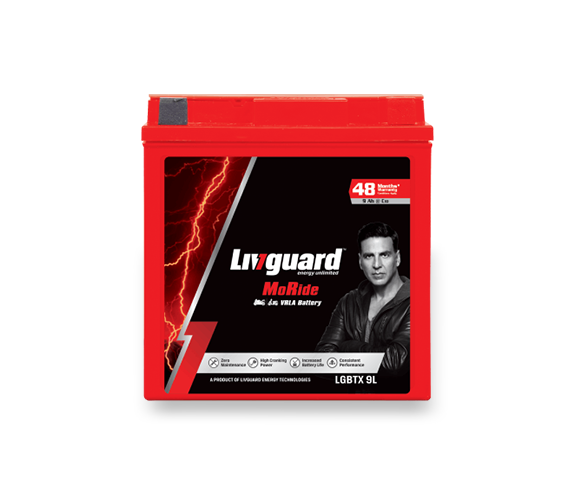 48 Months*
Warranty
9 Ah @ C10
Livguard
energy unlimited
MoRide
VRLA Battery
Zero
Maintenance
High Cranking
Power
Increased
Battery Life
Consistent
Performance
A PRODUCT OF LIVGUARD ENERGY TECHNOLOGIES
LGBTX 9L